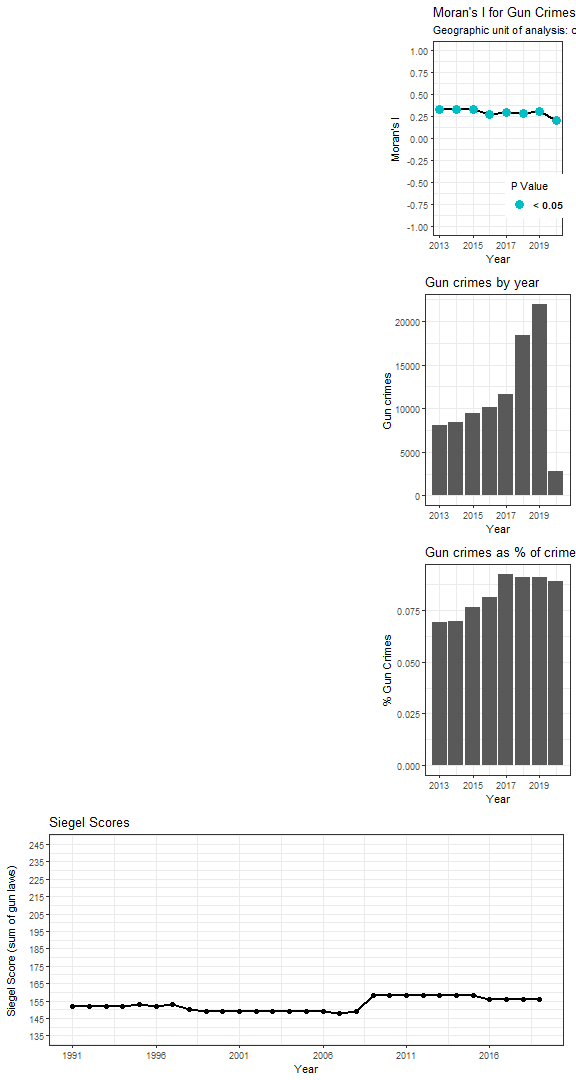 Moran's I for Gun Crimes
Geographic unit of analysis: c
1.00
0.75
0.50
0.25
0.00
-0.25
-0.50
-0.75
-1.00
Moran's I
P Value
< 0.05
2013 2015 2017 2019
Year
Gun crimes by year
20000
15000
10000
5000
0
Gun crimes
2013 2015 2017 2019
Year
Gun crimes as % of crime
0.075
0.050
0.025
0.000
% Gun Crimes
2013 2015 2017 2019
Year
Siegel Scores
245
235
225
215
205
195
185
175
165
155
145
135
Siegel Score (sum of gun laws)
1991 1996 2001 2006 2011 2016
Year